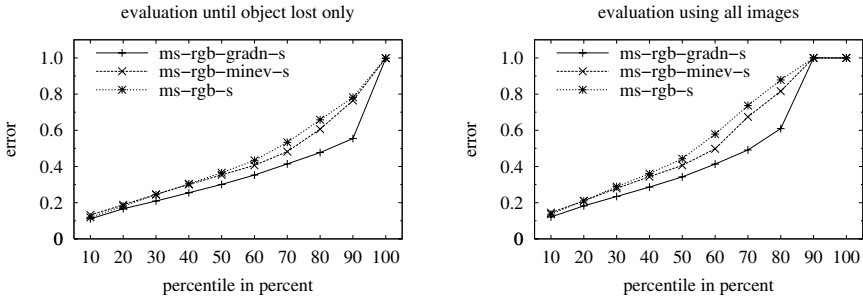 evaluation until object lost only
ms-rgb-gradn-s
ms-rgb-minev-s
ms-rgb-s
error
1.0
0.8
0.6
0.4
0.2
0
10 20 30 40 50 60 70 80 90 100
percentile in percent
evaluation using all images
ms-rgb-gradn-s
ms-rgb-minev-s
ms-rgb-s
error
1.0
0.8
0.6
0.4
0.2
0
10 20 30 40 50 60 70 80 90 100
percentile in percent